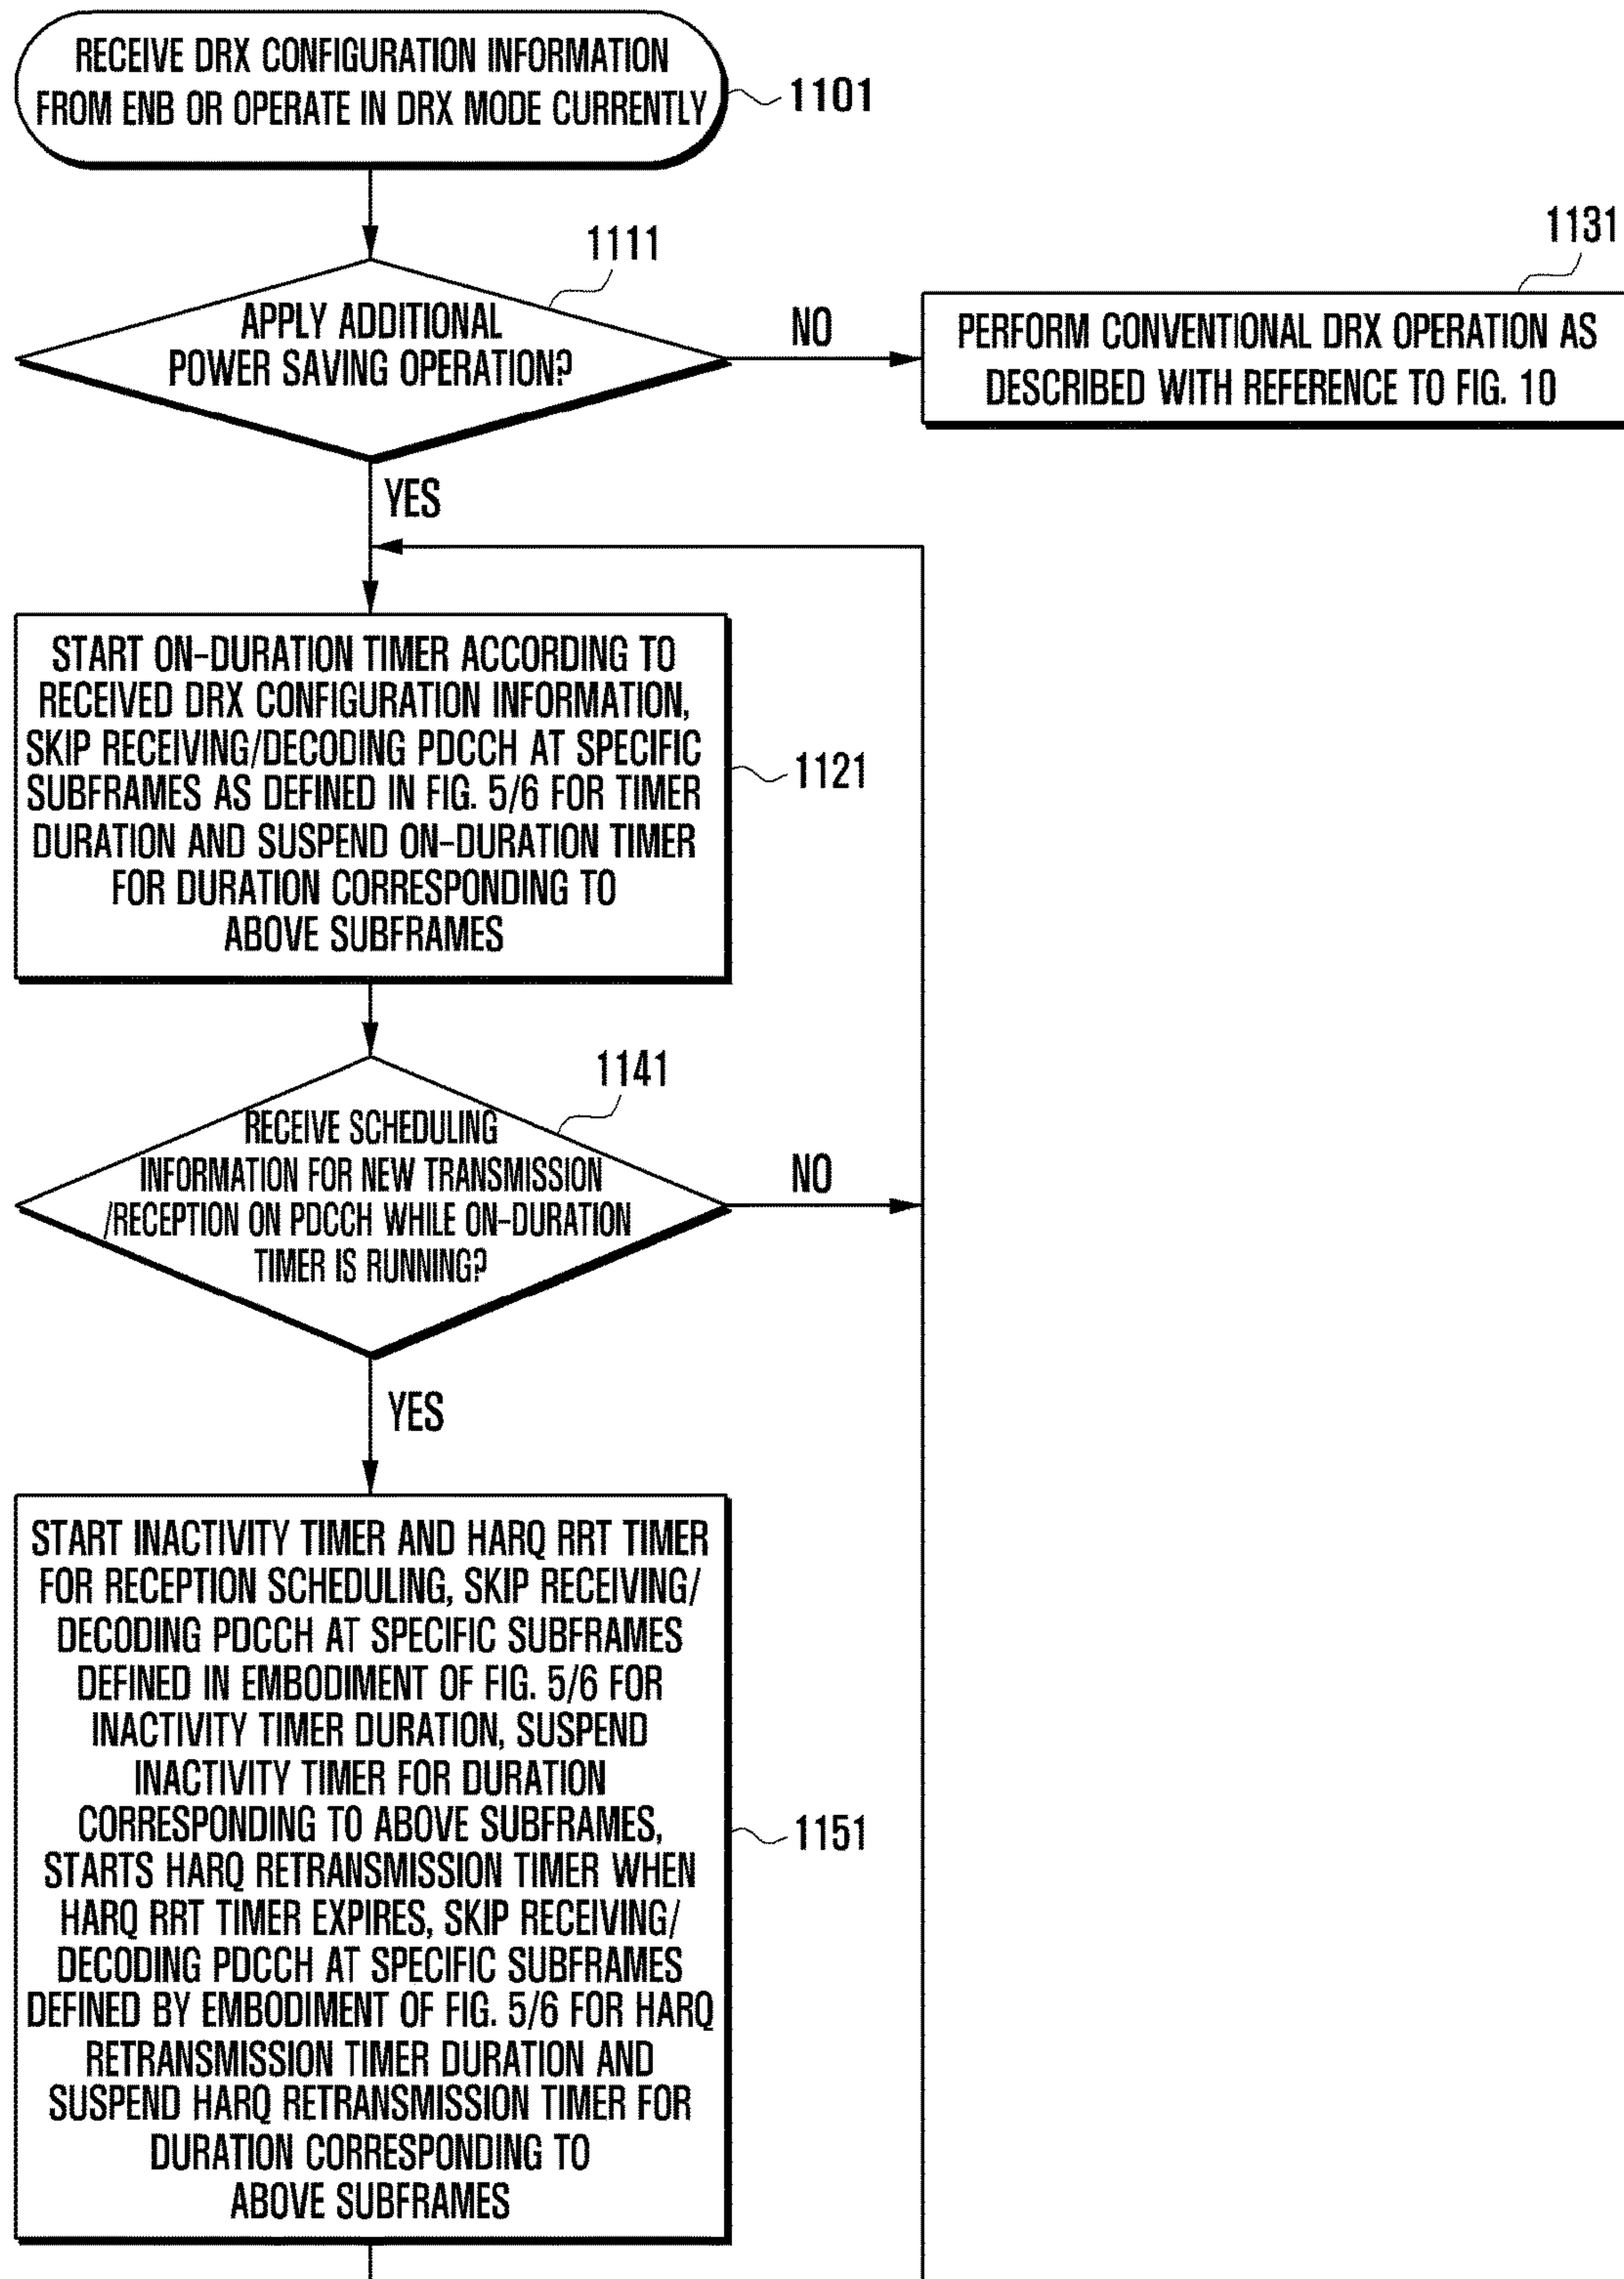 RECEIVE DRX CONFIGURATION INFORMATION
FROM ENB OR OPERATE IN DRX MODE CURRENTLY
1101
1111
APPLY ADDITIONAL
POWER SAVING OPERATION?
NO
1131
PERFORM CONVENTIONAL DRX OPERATION AS
DESCRIBED WITH REFERENCE TO FIG. 10
YES
START ON-DURATION TIMER ACCORDING TO
RECEIVED DRX CONFIGURATION INFORMATION,
SKIP RECEIVING/DECODING PDCCH AT SPECIFIC
SUBFRAMES AS DEFINED IN FIG. 5/6 FOR TIMER
DURATION AND SUSPEND ON-DURATION TIMER
FOR DURATION CORRESPONDING TO
ABOVE SUBFRAMES
1121
1141
RECEIVE SCHEDULING
INFORMATION FOR NEW TRANSMISSION
/RECEPTION ON PDCCH WHILE ON-DURATION
TIMER IS RUNNING?
NO
YES
START INACTIVITY TIMER AND HARQ RRT TIMER
FOR RECEPTION SCHEDULING, SKIP RECEIVING/
DECODING PDCCH AT SPECIFIC SUBFRAMES
DEFINED IN EMBODIMENT OF FIG. 5/6 FOR
INACTIVITY TIMER DURATION, SUSPEND
INACTIVITY TIMER FOR DURATION
CORRESPONDING TO ABOVE SUBFRAMES,
STARTS HARQ RETRANSMISSION TIMER WHEN
HARQ RRT TIMER EXPIRES, SKIP RECEIVING/
DECODING PDCCH AT SPECIFIC SUBFRAMES
DEFINED BY EMBODIMENT OF FIG. 5/6 FOR HARQ
RETRANSMISSION TIMER DURATION AND
SUSPEND HARQ RETRANSMISSION TIMER FOR
DURATION CORRESPONDING TO
ABOVE SUBFRAMES
1151